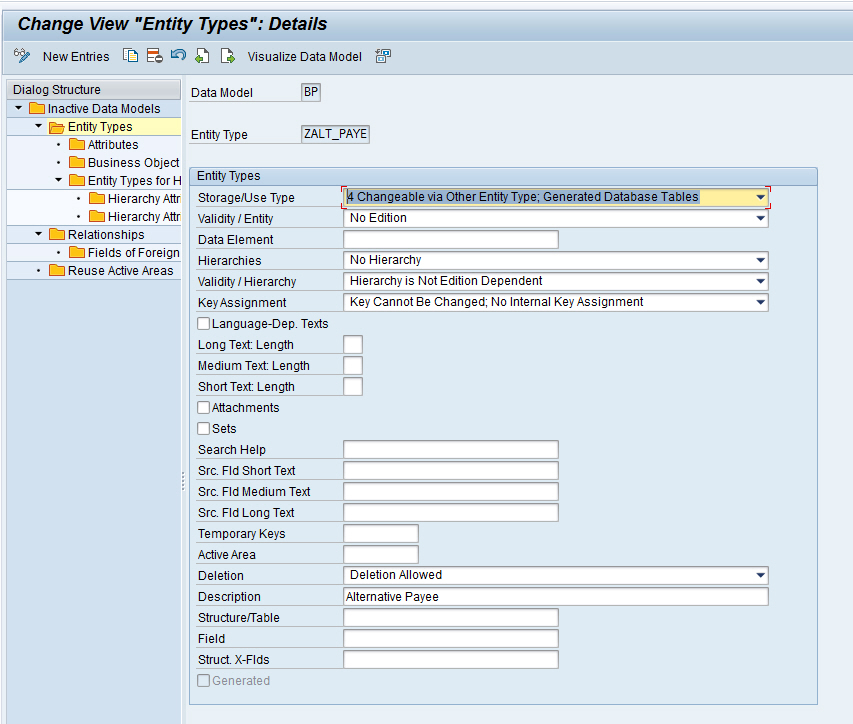 Change View "Entity Types": Details
New Entries Visualize Data Model
Dialog Structure
Inactive Data Models
Entity Types
Attributes
Business Object
Entity Types for H
Hierarchy Attri
Hierarchy Attri
Relationships
Fields of Foreign
Reuse Active Areas
Data Model BP
Entity Type ZALT_PAYE
Entity Types
Storage/Use Type 4 Changeable via Other Entity Type; Generated Database Tables
Validity / Entity No Edition
Data Element
Hierarchies No Hierarchy
Validity / Hierarchy Hierarchy is Not Edition Dependent
Key Assignment Key Cannot Be Changed; No Internal Key Assignment
Language-Dep. Texts
Long Text: Length
Medium Text: Length
Short Text: Length
Attachments
Sets
Search Help
Src. Fld Short Text
Src. Fld Medium Text
Src. Fld Long Text
Temporary Keys
Active Area
Deletion Deletion Allowed
Description Alternative Payee
Structure/Table
Field
Struct. X-Flds
Generated